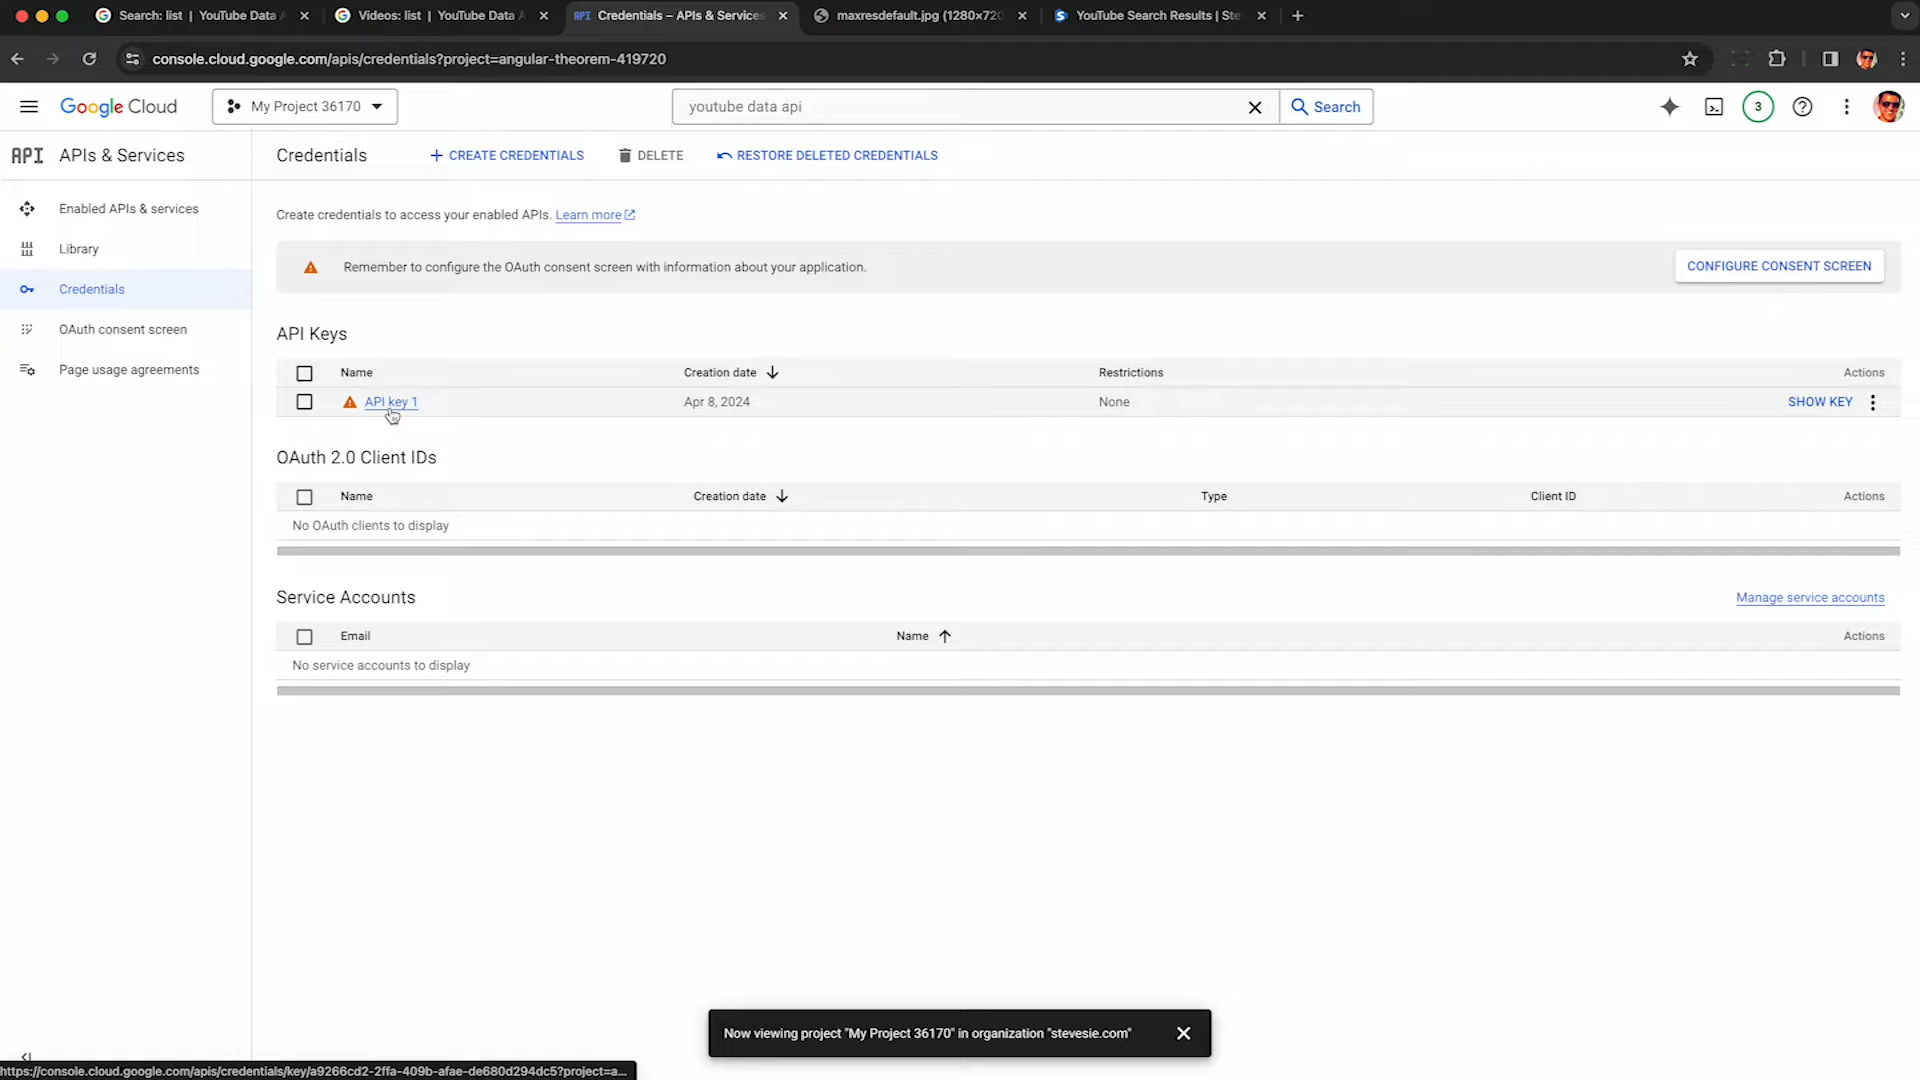 Search: list | YouTube Data A
Videos: list | YouTube Data A
API Credentials – APIs & Services
maxresdefault.jpg (1280×720
YouTube Search Results | Ste
console.cloud.google.com/apis/credentials?project=angular-theorem-419720
Google Cloud
My Project 36170
youtube data api
Search
3
API APIs & Services
Credentials
CREATE CREDENTIALS
DELETE
RESTORE DELETED CREDENTIALS
Enabled APIs & services
Library
Credentials
OAuth consent screen
Page usage agreements
Create credentials to access your enabled APIs. Learn more
Remember to configure the OAuth consent screen with information about your application.
CONFIGURE CONSENT SCREEN
API Keys
Name Creation date Restrictions Actions
API key 1 Apr 8, 2024 None SHOW KEY
OAuth 2.0 Client IDs
Name Creation date Type Client ID Actions
No OAuth clients to display
Service Accounts
Manage service accounts
Email Name Actions
No service accounts to display
Now viewing project "My Project 36170" in organization "stevesie.com"
https://console.cloud.google.com/apis/credentials/key/a9266cd2-2ffa-409b-afae-de680d294dc5?project=a...